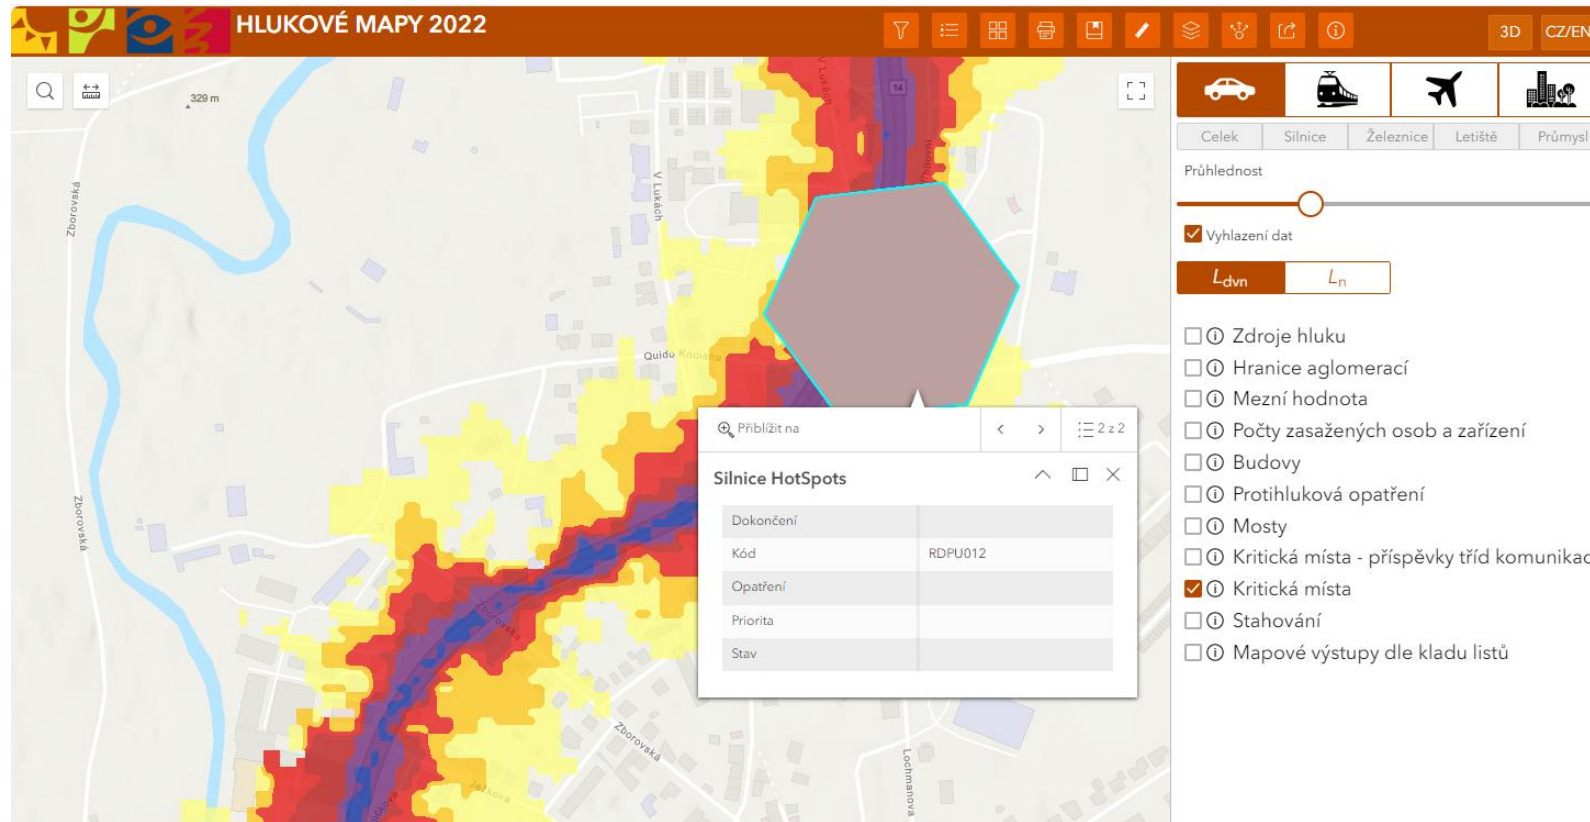 HLUKOVÉ MAPY 2022
3D
CZ/EN
329 m
14
V Lukách
V Lukách
Zborovská
Quido Kociana
Zborovská
Zborovská
Zborovská
Ječkova
Lochmanova
Přiblížit na
2 z 2
Silnice HotSpots
Dokončení
Kód RDPU012
Opatření
Priorita
Stav
Celek Silnice Železnice Letiště Průmysl
Průhlednost
Vyhlazení dat
Ldvn Ln
Zdroje hluku
Hranice aglomerací
Mezní hodnota
Počty zasažených osob a zařízení
Budovy
Protihluková opatření
Mosty
Kritická místa - příspěvky tříd komunikac
Kritická místa
Stahování
Mapové výstupy dle kladu listů